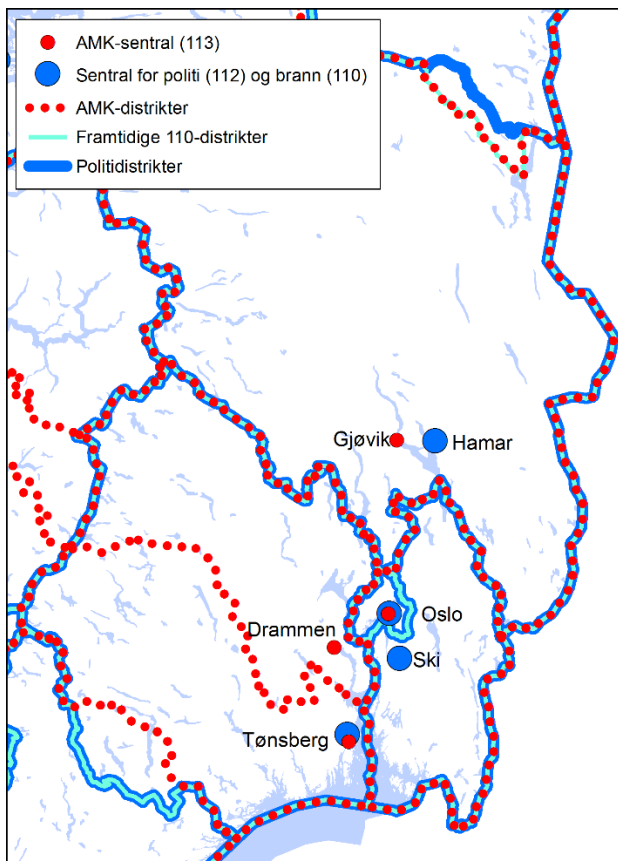 AMK-sentral (113)
Sentral for politi (112) og brann (110)
AMK-distrikter
Framtidige 110-distrikter
Politidistrikter
Gjøvik
Hamar
Oslo
Drammen
Ski
Tønsberg